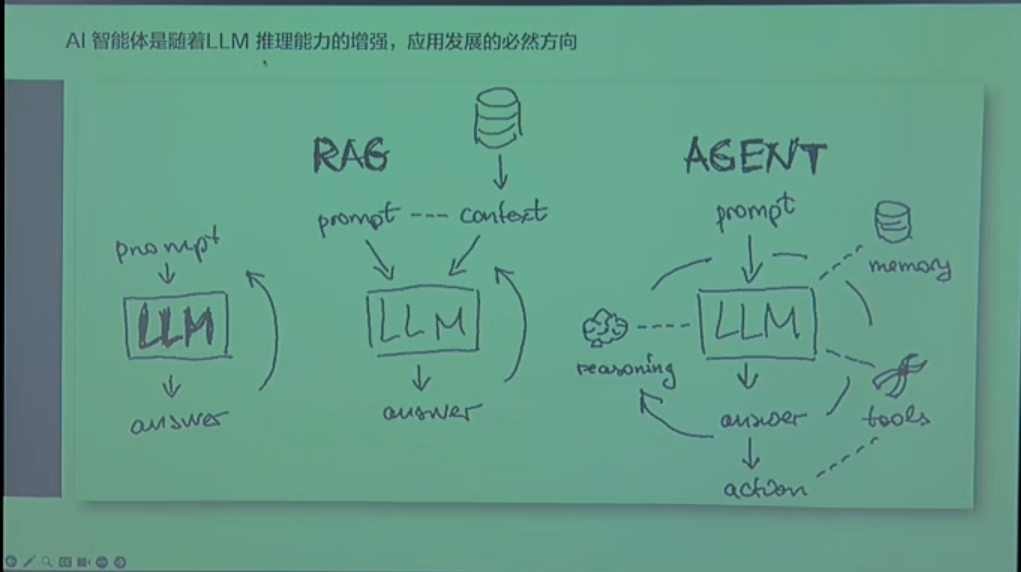 AI 智能体是随着LLM 推理能力的增强，应用发展的必然方向
prompt
LLM
answer
RAG
prompt --- context
LLM
answer
AGENT
prompt
memory
LLM
reasoning
tools
answer
action